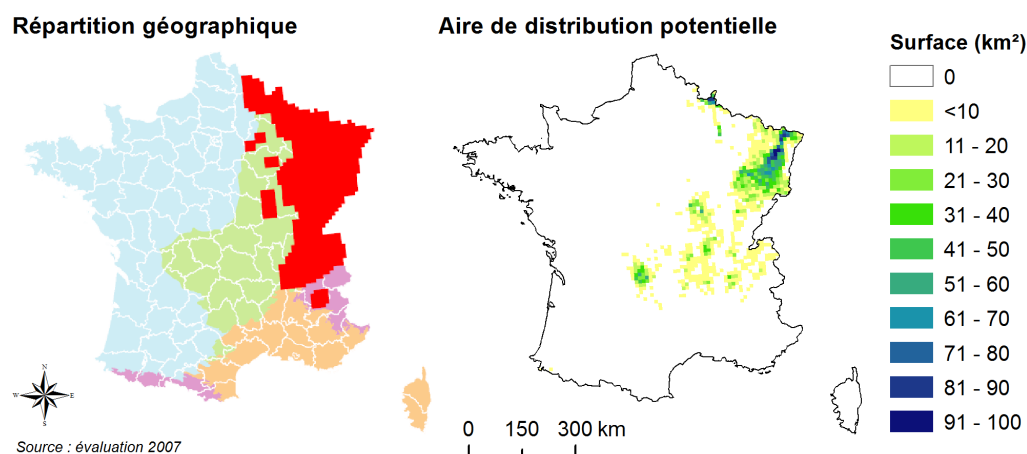 Répartition géographique
Aire de distribution potentielle
Surface (km²)
0
<10
11 - 20
21 - 30
31 - 40
41 - 50
51 - 60
61 - 70
71 - 80
81 - 90
91 - 100
N
W
E
S
Source : évaluation 2007
0 150 300 km